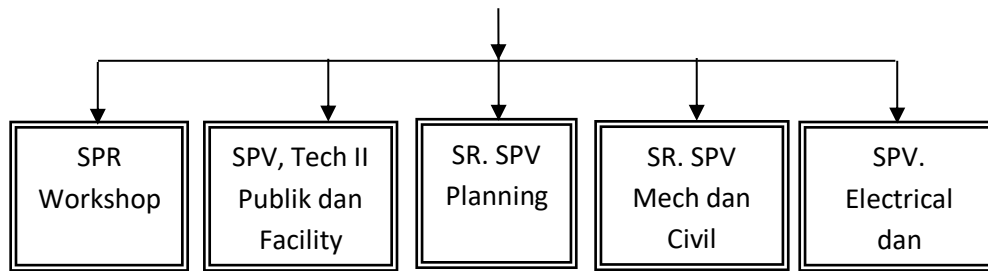 SPR
Workshop
SPV, Tech II
Publik dan
Facility
SR. SPV
Planning
SR. SPV
Mech dan
Civil
SPV.
Electrical
dan